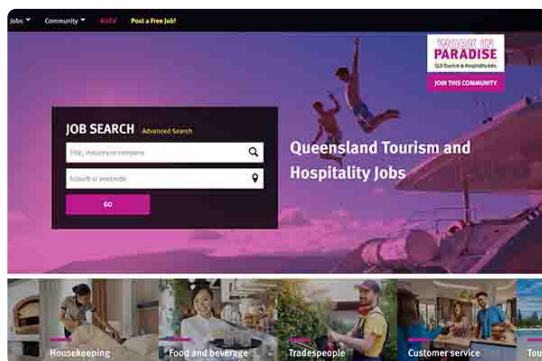 Jobs
Community
Post a Free Job!
WORK IN
PARADISE
QLD Tourism & Hospitality Jobs
JOIN THIS COMMUNITY
JOB SEARCH
Advanced Search
Title, industry or company
Suburb or postcode
GO
Queensland Tourism and
Hospitality Jobs
Housekeeping
Food and beverage
Tradespeople
Customer service
Tou